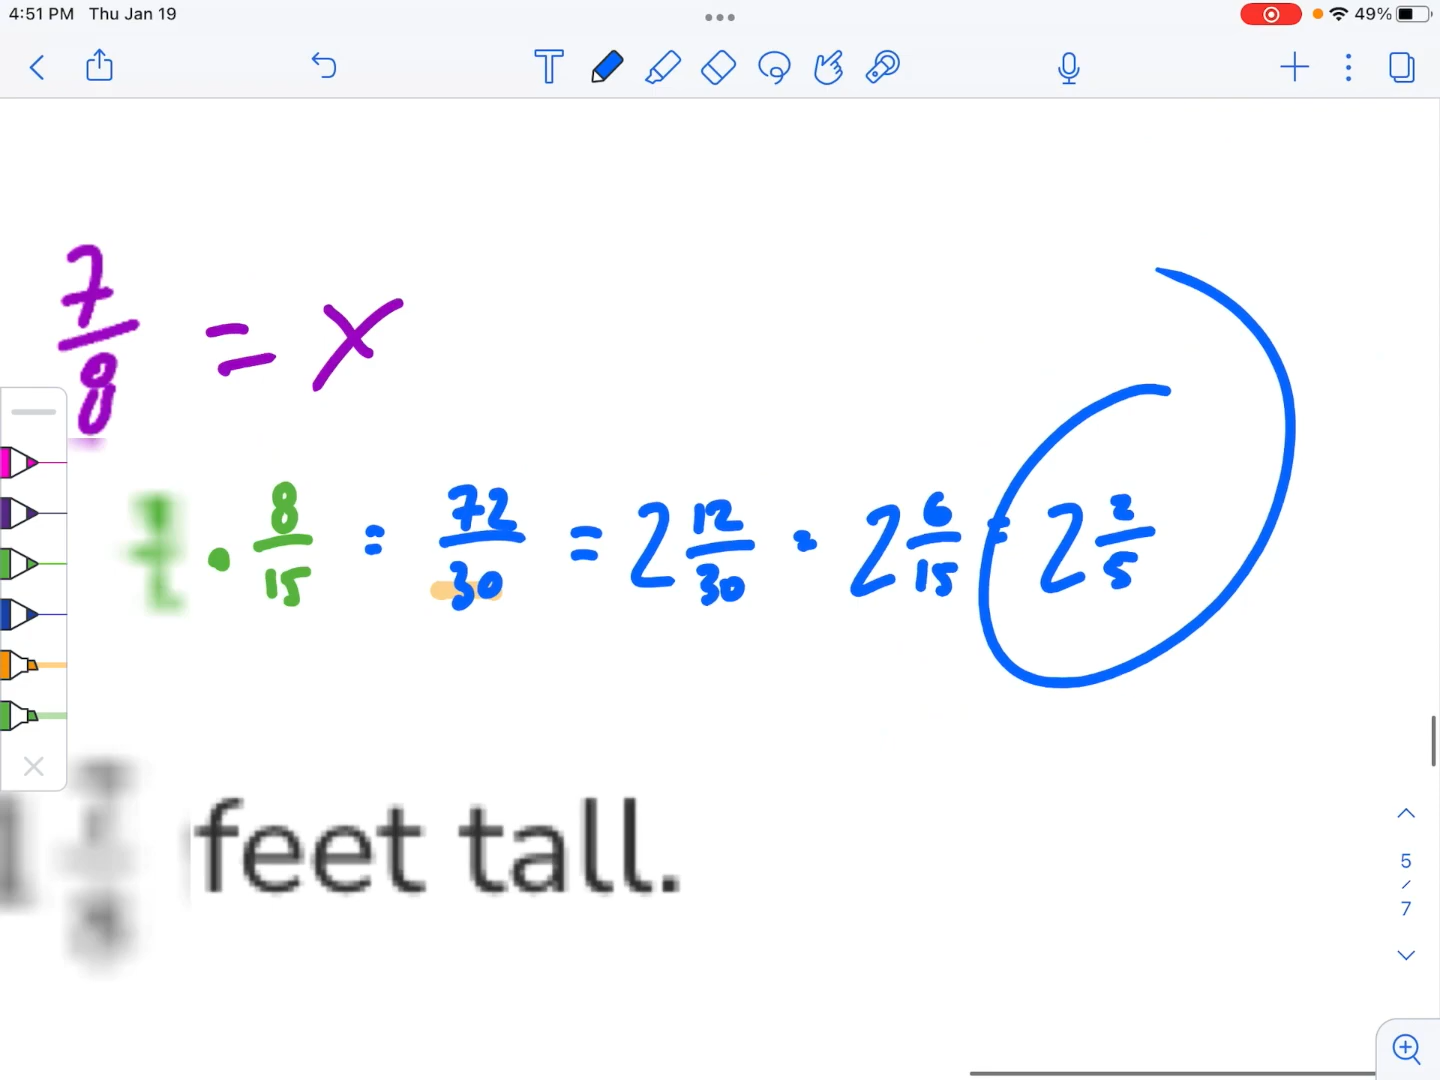 4:51 PM Thu Jan 19
49%
T
7/8 = x
· 8/15 = 72/30 = 2 12/30 = 2 6/15 = 2 2/5
feet tall.
5
/
7